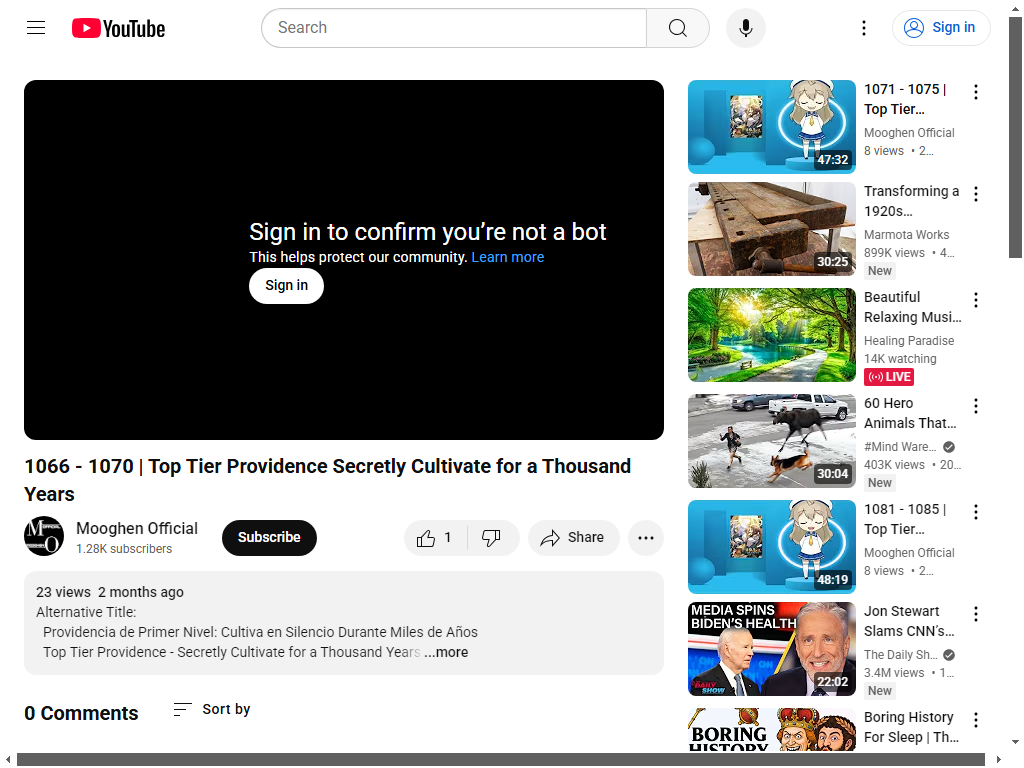 YouTube
Search
Sign in
Sign in to confirm you’re not a bot
This helps protect our community. Learn more
Sign in
1066 - 1070 | Top Tier Providence Secretly Cultivate for a Thousand
Years
Mooghen Official
1.28K subscribers
Subscribe
1
Share
23 views 2 months ago
Alternative Title:
Providencia de Primer Nivel: Cultiva en Silencio Durante Miles de Años
Top Tier Providence - Secretly Cultivate for a Thousand Years ...more
0 Comments
Sort by
47:32
1071 - 1075 |
Top Tier…
Mooghen Official
8 views • 2…
30:25
Transforming a
1920s…
Marmota Works
899K views • 4…
New
Beautiful
Relaxing Musi…
Healing Paradise
14K watching
LIVE
30:04
60 Hero
Animals That…
#Mind Ware…
403K views • 20…
New
48:19
1081 - 1085 |
Top Tier…
Mooghen Official
8 views • 2…
MEDIA SPINS
BIDEN'S HEALTH
DAILY
SHOW
22:02
Jon Stewart
Slams CNN’s…
The Daily Sh…
3.4M views • 1…
New
BORING
HISTORY
Boring History
For Sleep | Th…